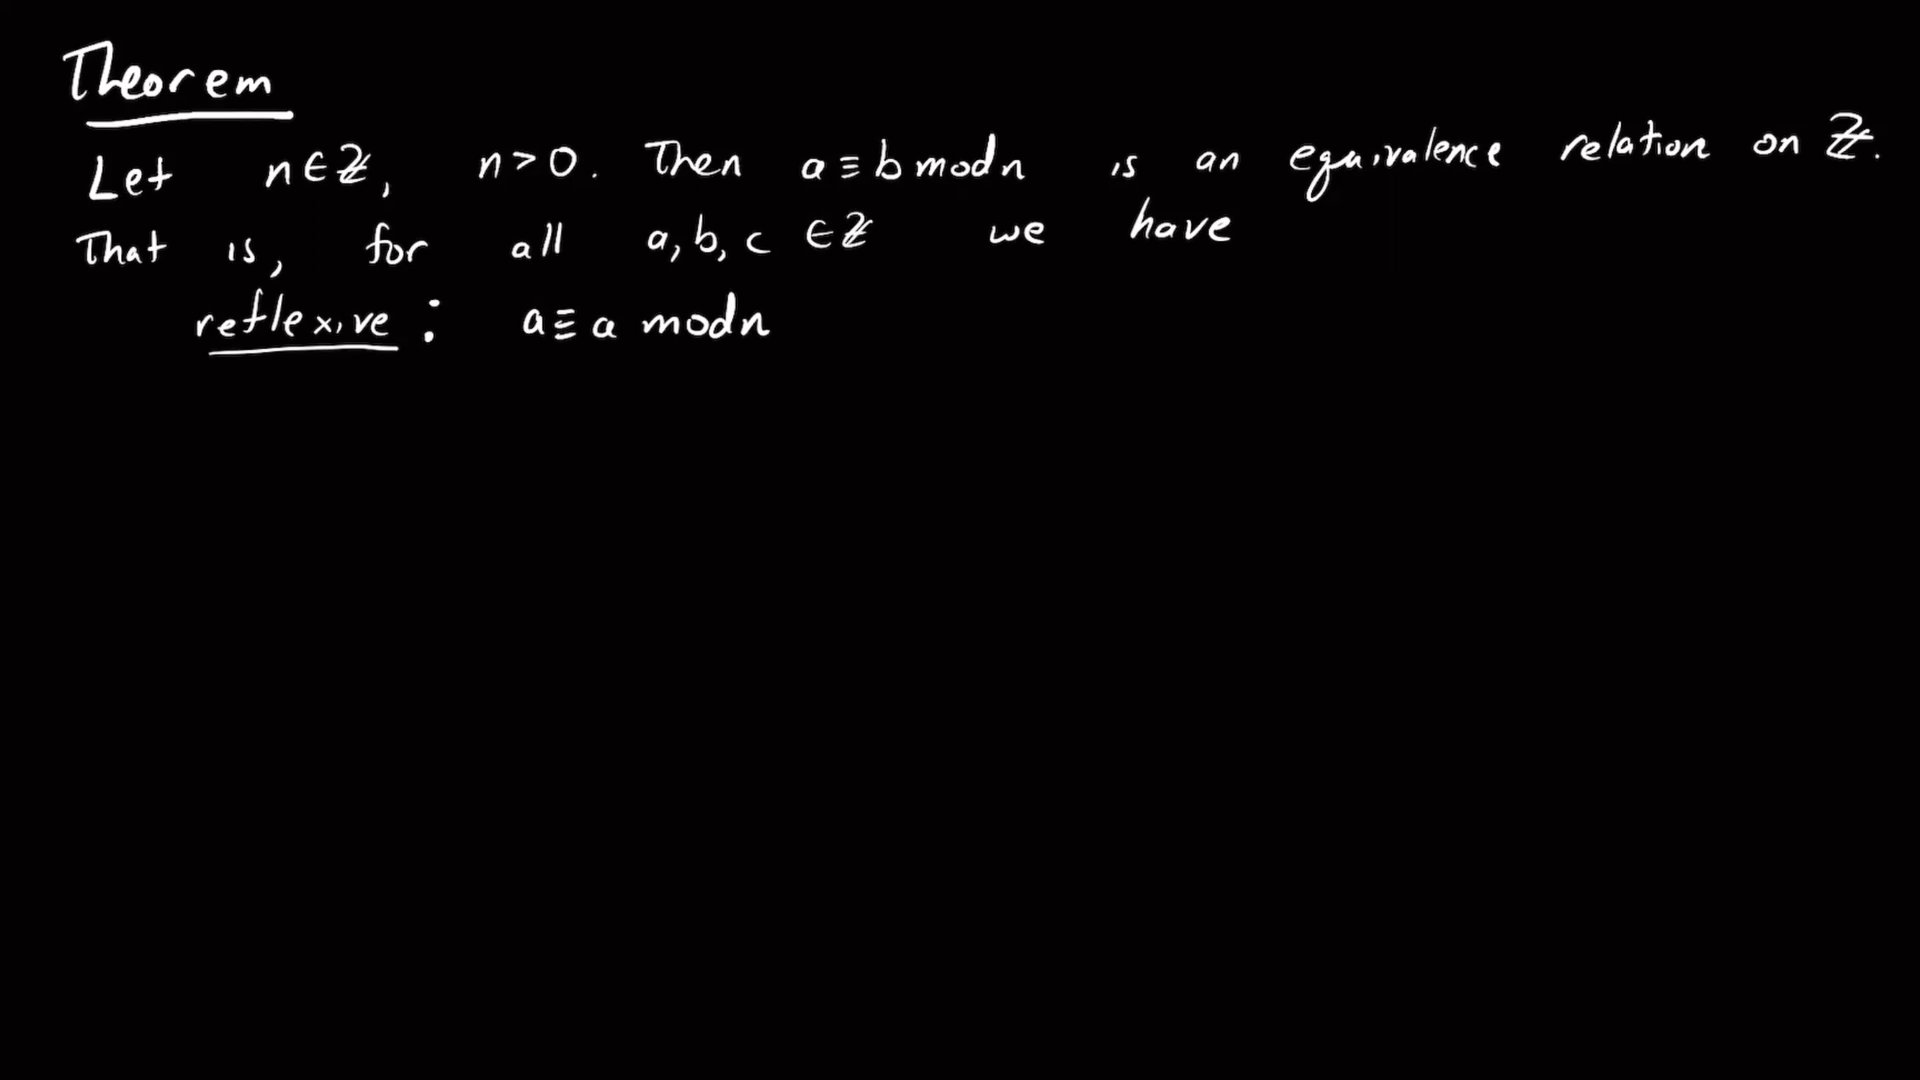 Theorem
Let n∈ℤ, n>0. Then a≡b mod n is an equivalence relation on ℤ.
That is, for all a, b, c ∈ℤ we have
reflexive: a≡a mod n